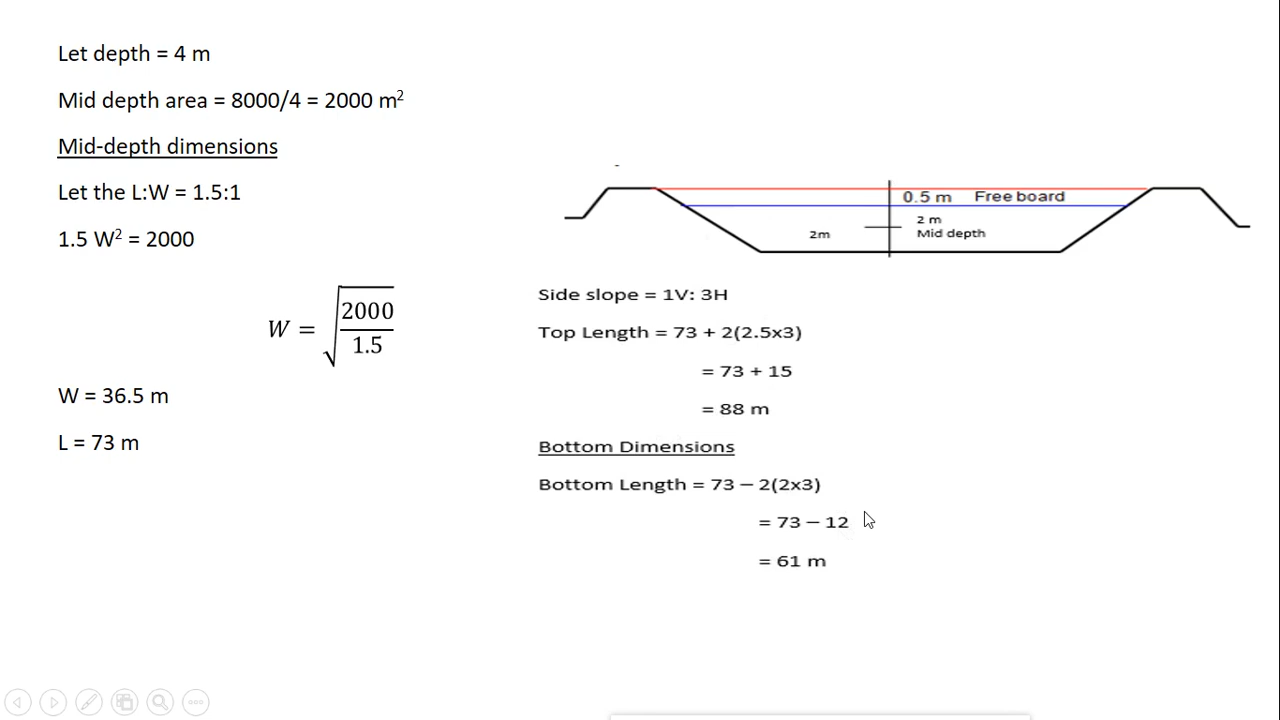 Let depth = 4 m
Mid depth area = 8000/4 = 2000 m²
Mid-depth dimensions
Let the L:W = 1.5:1
1.5 W² = 2000
W = √(2000/1.5)
W = 36.5 m
L = 73 m
0.5 m Free board
2 m
2m Mid depth
Side slope = 1V: 3H
Top Length = 73 + 2(2.5x3)
= 73 + 15
= 88 m
Bottom Dimensions
Bottom Length = 73 – 2(2x3)
= 73 – 12
= 61 m